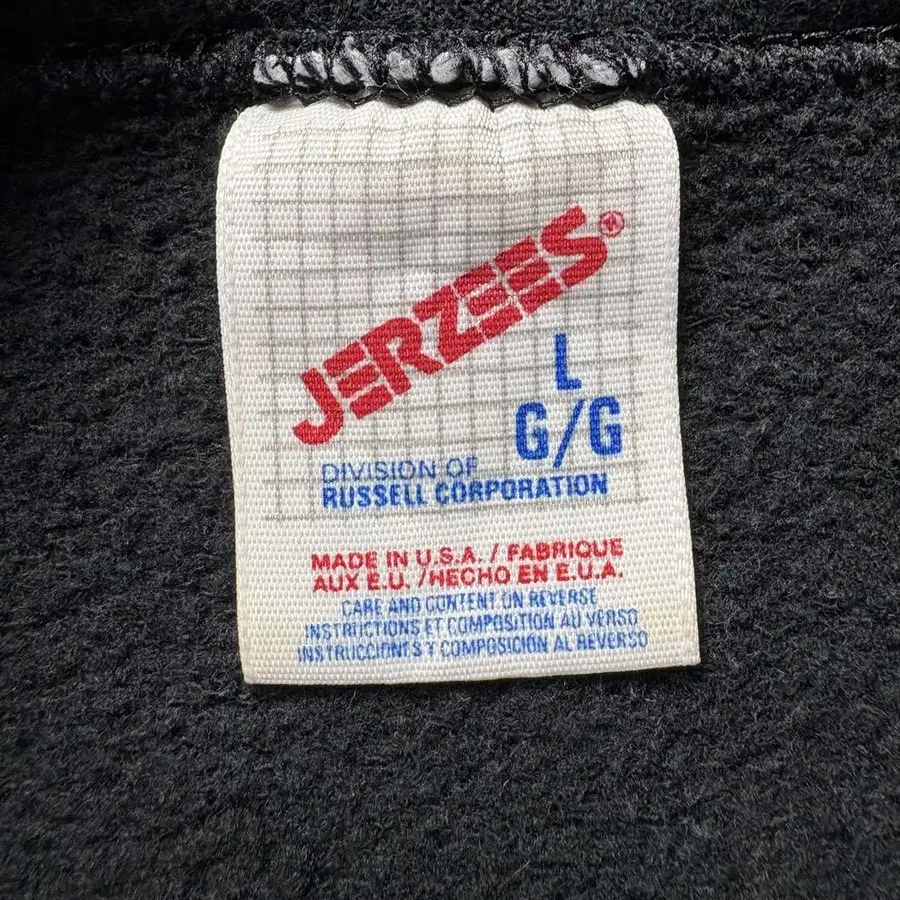 JERZEES®
L
G/G
DIVISION OF
RUSSELL CORPORATION
MADE IN U.S.A. / FABRIQUE
AUX E.U. /HECHO EN E.U.A.
CARE AND CONTENT ON REVERSE
INSTRUCTIONS ET COMPOSITION AU VERSO
INSTRUCCIONES Y COMPOSICION AL REVERSO